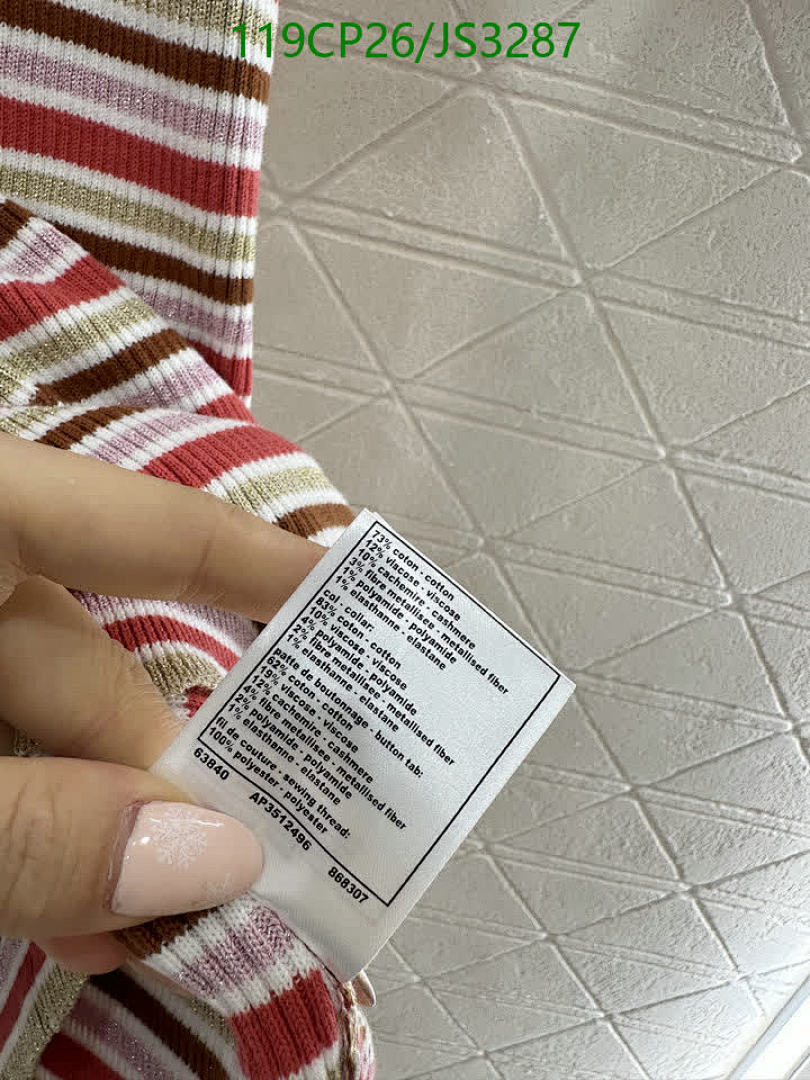 119CP26/JS3287
73% coton - cotton
12% viscose - viscose
10% cachemire - cashmere
3% fibre metallisee - metallised fiber
1% polyamide - polyamide
1% elasthanne - elastane
col - collar:
83% coton - cotton
10% viscose - viscose
4% polyamide - polyamide
2% fibre metallisee - metallised fiber
1% elasthanne - elastane
patte de boutonnage - button tab:
62% coton - cotton
19% viscose - viscose
12% cachemire - cashmere
4% fibre metallisee - metallised fiber
2% polyamide - polyamide
1% elasthanne - elastane
fil de couture - sewing thread:
100% polyester - polyester
63840 AP3512496 868307